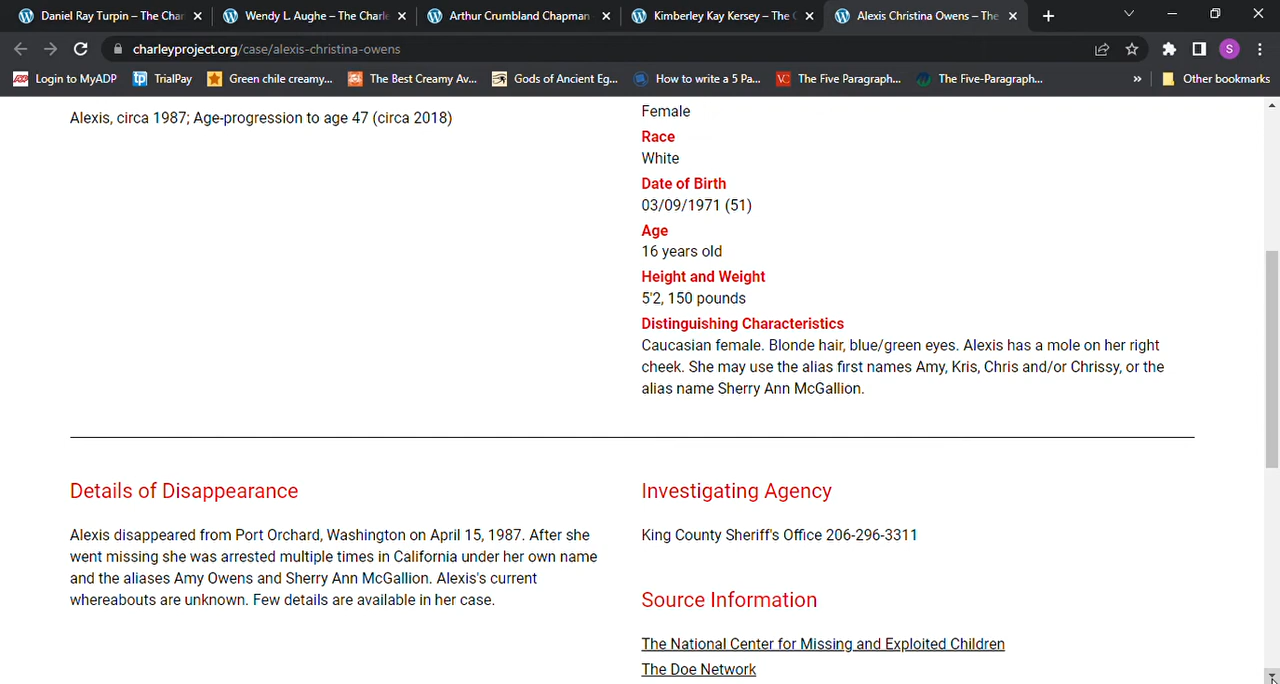 Daniel Ray Turpin – The Cha
Wendy L. Aughe – The Charle
Arthur Crumbland Chapman
Kimberley Kay Kersey – The C
Alexis Christina Owens – The
charleyproject.org/case/alexis-christina-owens
S
Login to MyADP
tp TrialPay
Green chile creamy...
The Best Creamy Av...
Gods of Ancient Eg...
How to write a 5 Pa...
VC The Five Paragraph...
The Five-Paragraph...
»
Other bookmarks
Alexis, circa 1987; Age-progression to age 47 (circa 2018)
Female
Race
White
Date of Birth
03/09/1971 (51)
Age
16 years old
Height and Weight
5'2, 150 pounds
Distinguishing Characteristics
Caucasian female. Blonde hair, blue/green eyes. Alexis has a mole on her right
cheek. She may use the alias first names Amy, Kris, Chris and/or Chrissy, or the
alias name Sherry Ann McGallion.
Details of Disappearance
Alexis disappeared from Port Orchard, Washington on April 15, 1987. After she
went missing she was arrested multiple times in California under her own name
and the aliases Amy Owens and Sherry Ann McGallion. Alexis's current
whereabouts are unknown. Few details are available in her case.
Investigating Agency
King County Sheriff's Office 206-296-3311
Source Information
The National Center for Missing and Exploited Children
The Doe Network